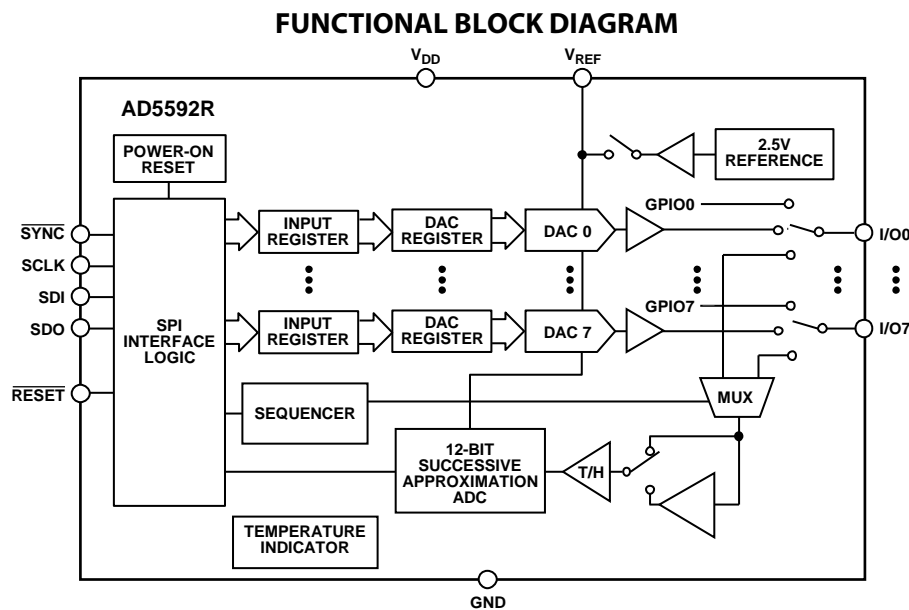 FUNCTIONAL BLOCK DIAGRAM
VDD
VREF
AD5592R
POWER-ON
RESET
2.5V
REFERENCE
SYNC
SCLK
SDI
SDO
RESET
SPI
INTERFACE
LOGIC
INPUT
REGISTER
DAC
REGISTER
DAC 0
GPIO0
I/O0
INPUT
REGISTER
DAC
REGISTER
DAC 7
GPIO7
I/O7
SEQUENCER
MUX
12-BIT
SUCCESSIVE
APPROXIMATION
ADC
T/H
TEMPERATURE
INDICATOR
GND